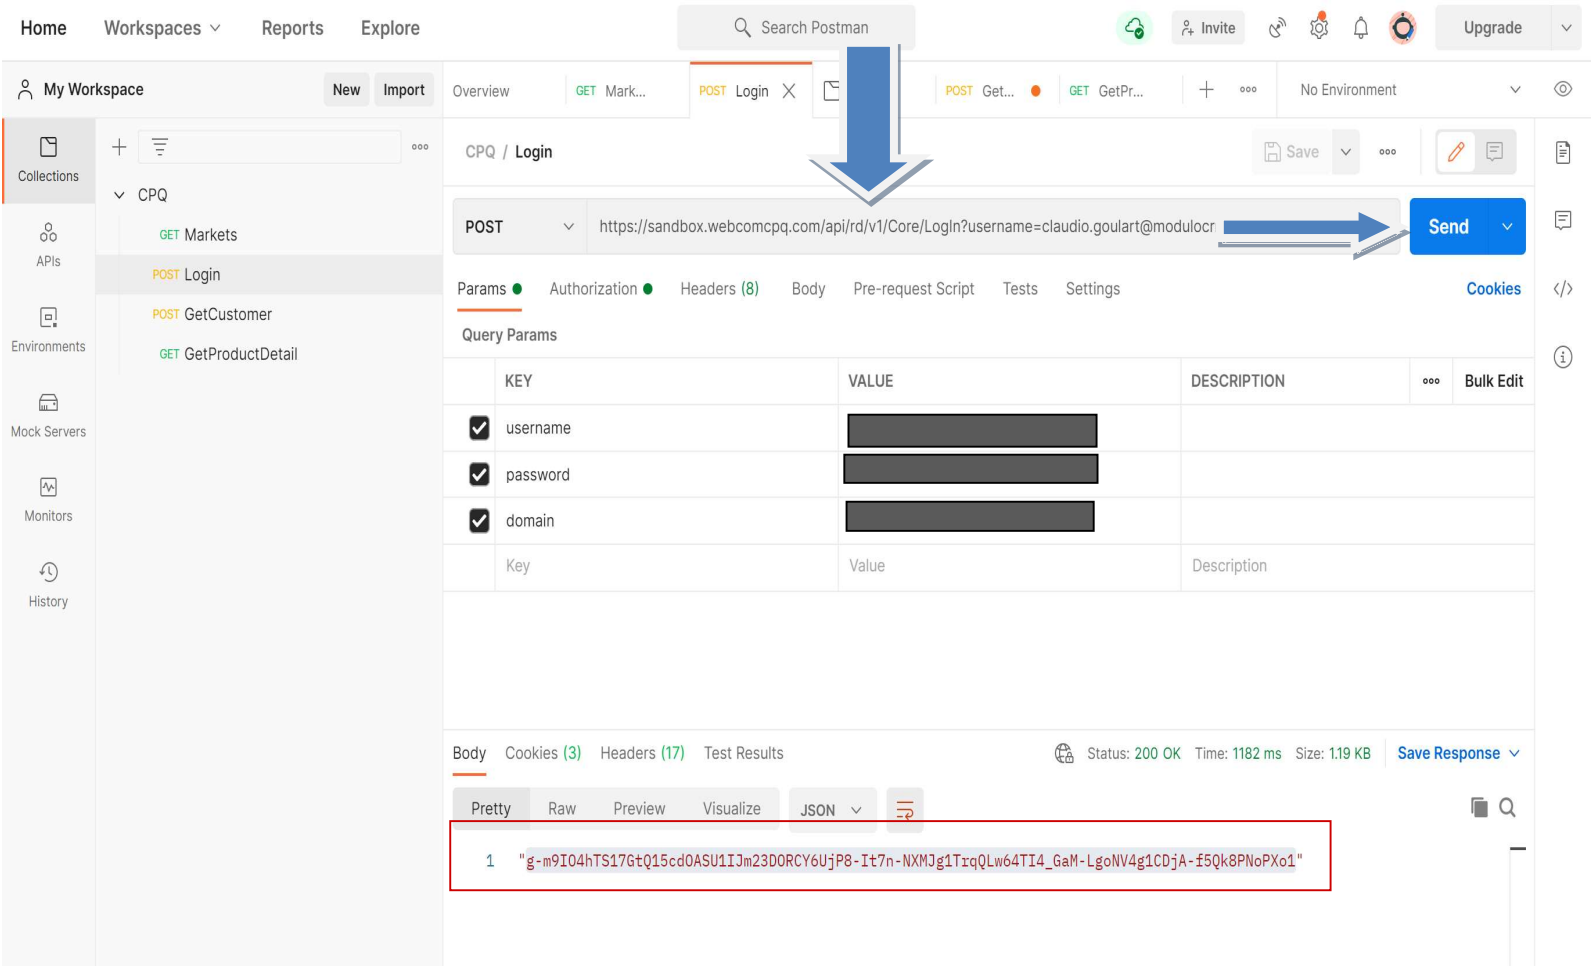 Home Workspaces Reports Explore Search Postman Invite Upgrade
My Workspace New Import Overview GET Mark... POST Login POST Get... GET GetPr... No Environment
Collections
CPQ / Login Save
CPQ
GET Markets
POST Login
POST GetCustomer
GET GetProductDetail
APIs
Environments
Mock Servers
Monitors
History
POST https://sandbox.webcomcpq.com/api/rd/v1/Core/LogIn?username=claudio.goulart@modulocr Send
Params Authorization Headers (8) Body Pre-request Script Tests Settings Cookies
Query Params
KEY VALUE DESCRIPTION Bulk Edit
username
password
domain
Key Value Description
Body Cookies (3) Headers (17) Test Results Status: 200 OK Time: 1182 ms Size: 1.19 KB Save Response
Pretty Raw Preview Visualize JSON
1 "g-m9IO4hTS17GtQ15cdOASU1IJm23DORCY6UjP8-It7n-NXMJg1TrqQLw64TI4_GaM-LgoNV4g1CDjA-f5Qk8PNoPXo1"